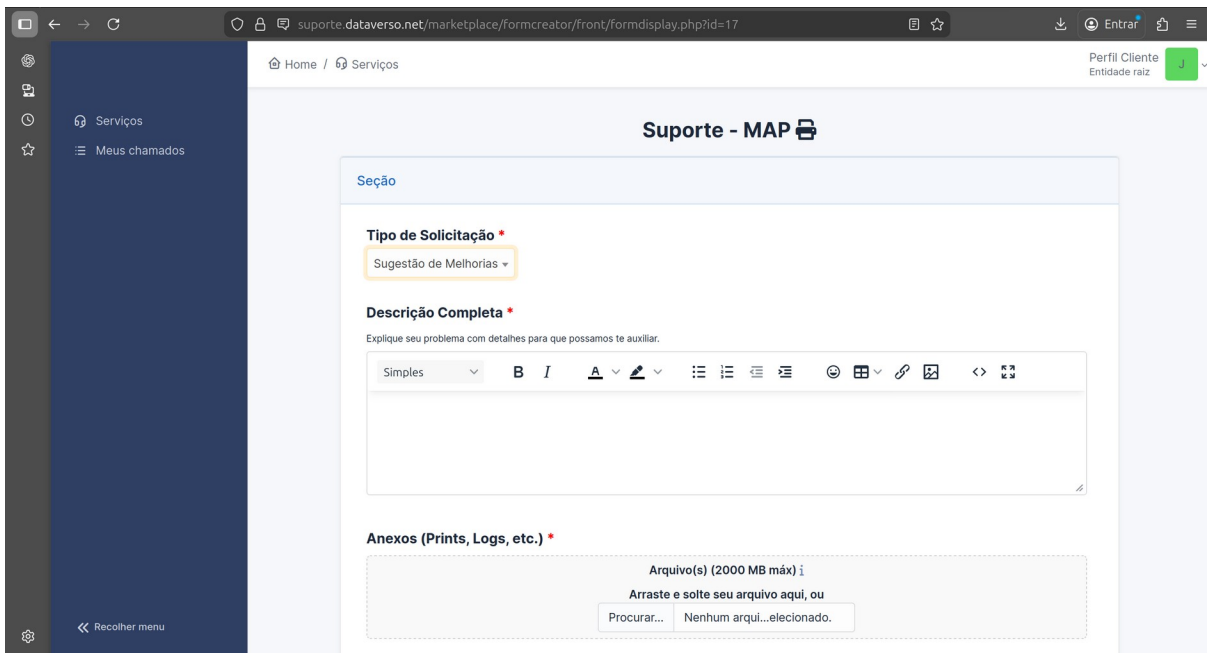 suporte.dataverso.net/marketplace/formcreator/front/formdisplay.php?id=17
Entrar
Home / Serviços
Perfil Cliente
Entidade raiz
J
Serviços
Meus chamados
Suporte - MAP
Seção
Tipo de Solicitação *
Sugestão de Melhorias
Descrição Completa *
Explique seu problema com detalhes para que possamos te auxiliar.
Simples B I A
Anexos (Prints, Logs, etc.) *
Arquivo(s) (2000 MB máx) i
Arraste e solte seu arquivo aqui, ou
Procurar... Nenhum arqui...elecionado.
Recolher menu